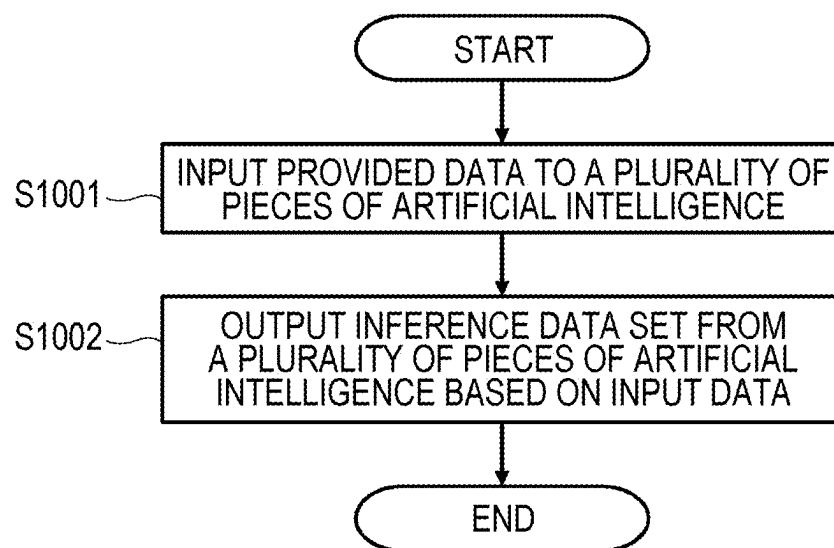 START
S1001
INPUT PROVIDED DATA TO A PLURALITY OF
PIECES OF ARTIFICIAL INTELLIGENCE
S1002
OUTPUT INFERENCE DATA SET FROM
A PLURALITY OF PIECES OF ARTIFICIAL
INTELLIGENCE BASED ON INPUT DATA
END